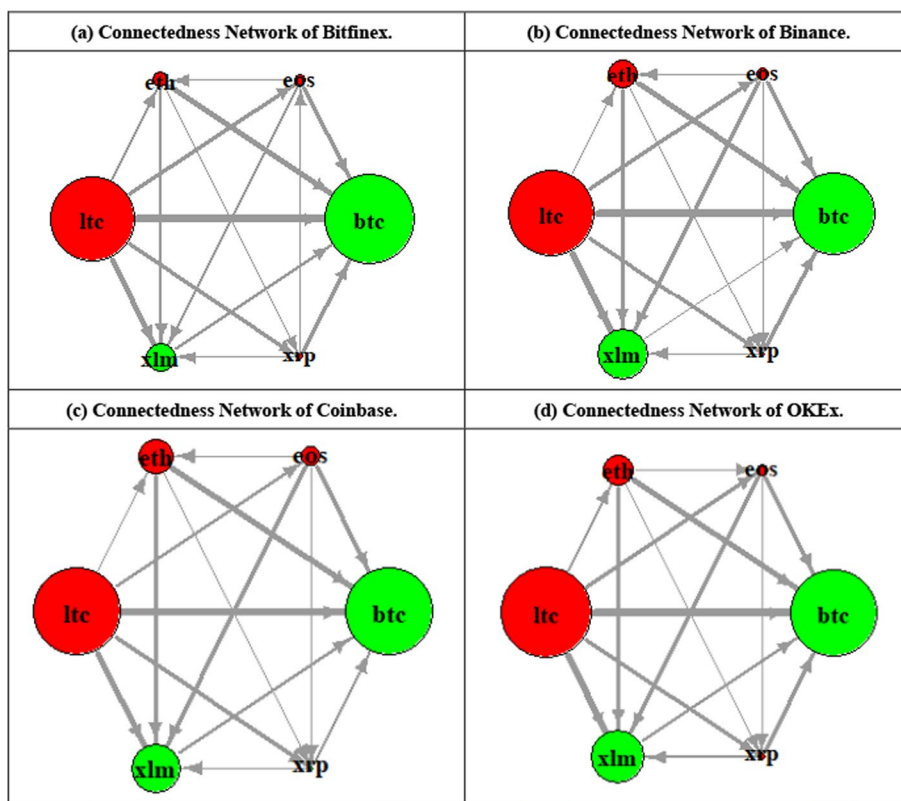 (a) Connectedness Network of Bitfinex.
(b) Connectedness Network of Binance.
eth
eos
ltc
btc
xlm
xrp
eth
eos
ltc
btc
xlm
xrp
(c) Connectedness Network of Coinbase.
(d) Connectedness Network of OKEx.
eth
eos
ltc
btc
xlm
xrp
eth
eos
ltc
btc
xlm
xrp